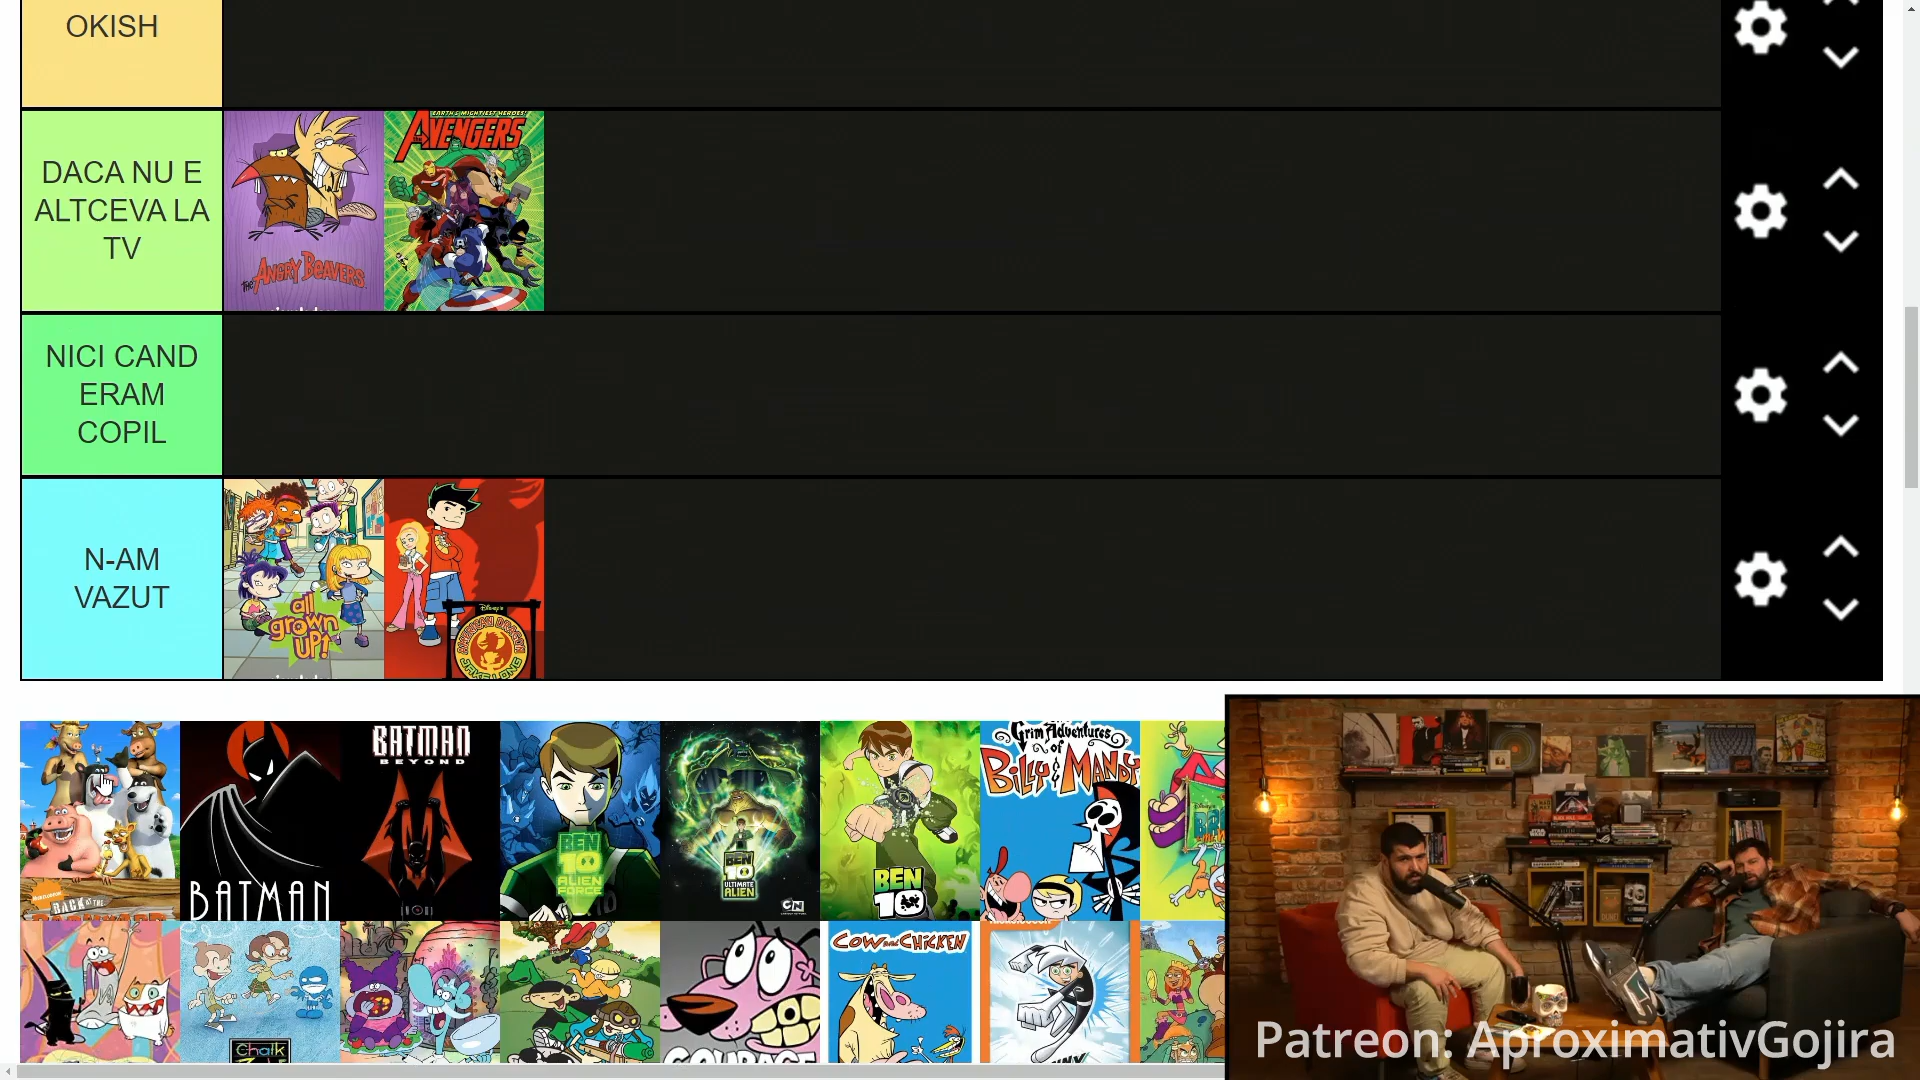 OKISH
DACA NU E
ALTCEVA LA
TV
EARTH'S MIGHTIEST HEROES!
AVENGERS
THE ANGRY BEAVERS
NICI CAND
ERAM
COPIL
N-AM
VAZUT
all
grown
UP!
Disney's
AMERICAN DRAGON
JAKE LONG
BACK AT THE
BATMAN
BATMAN
BEYOND
BEN
10
ALIEN
FORCE
BEN
10
ULTIMATE
ALIEN
CN
BEN
10
Grim Adventures
of
BILLY & MANDY
Chalk
COURAGE
COW and CHICKEN
Patreon: AproximativGojira